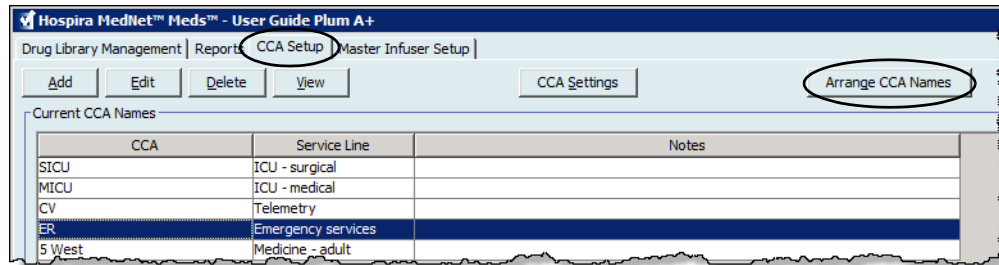 Hospira MedNet™ Meds™ - User Guide Plum A+
Drug Library Management Reports CCA Setup Master Infuser Setup
Add Edit Delete View CCA Settings Arrange CCA Names
Current CCA Names
CCA Service Line Notes
SICU ICU - surgical
MICU ICU - medical
CV Telemetry
ER Emergency services
5 West Medicine - adult